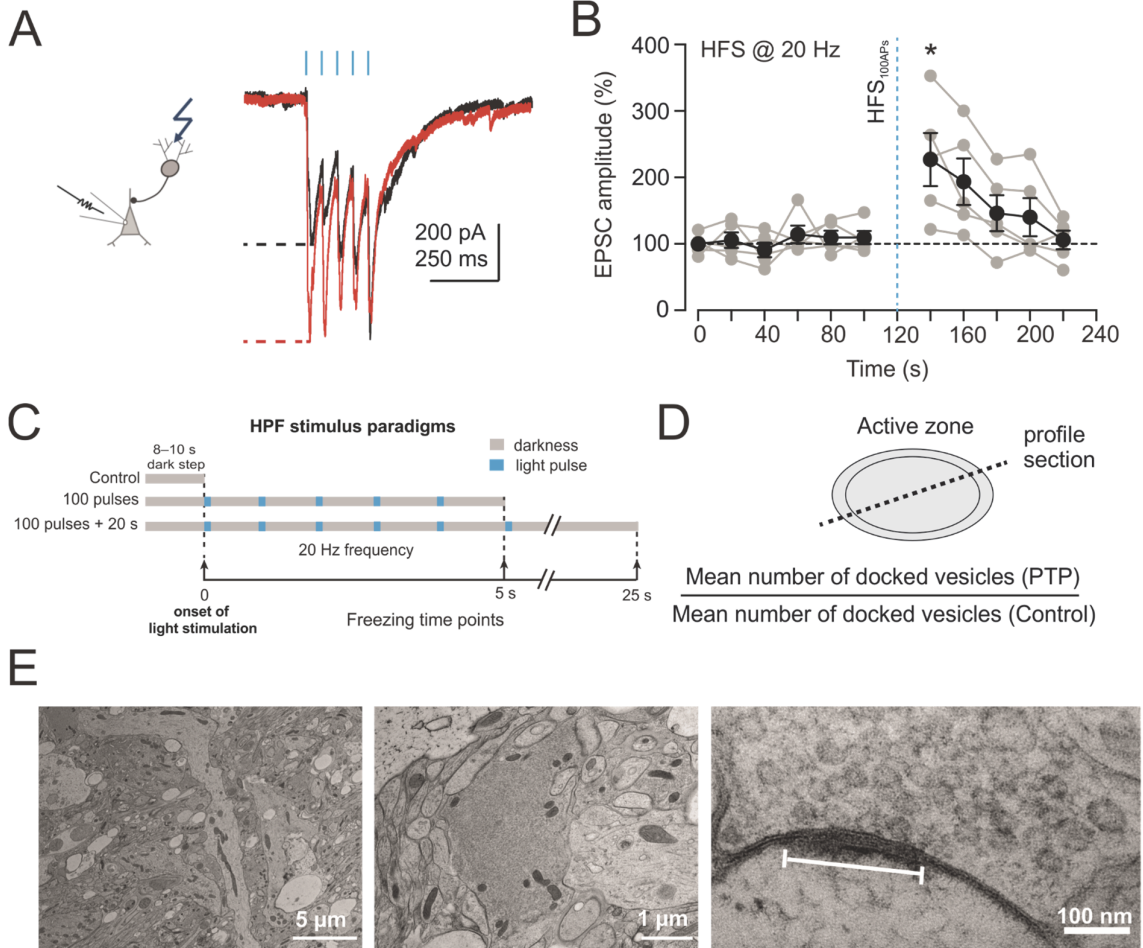 A
200 pA
250 ms
B
HFS @ 20 Hz
HFS100APs
*
EPSC amplitude (%)
400
300
200
100
0
0 40 80 120 160 200 240
Time (s)
C
HPF stimulus paradigms
8–10 s
dark step
darkness
light pulse
Control
100 pulses
100 pulses + 20 s
20 Hz frequency
0 5 s 25 s
onset of
light stimulation
Freezing time points
D
Active zone
profile
section
Mean number of docked vesicles (PTP)
Mean number of docked vesicles (Control)
E
5 µm
1 µm
100 nm